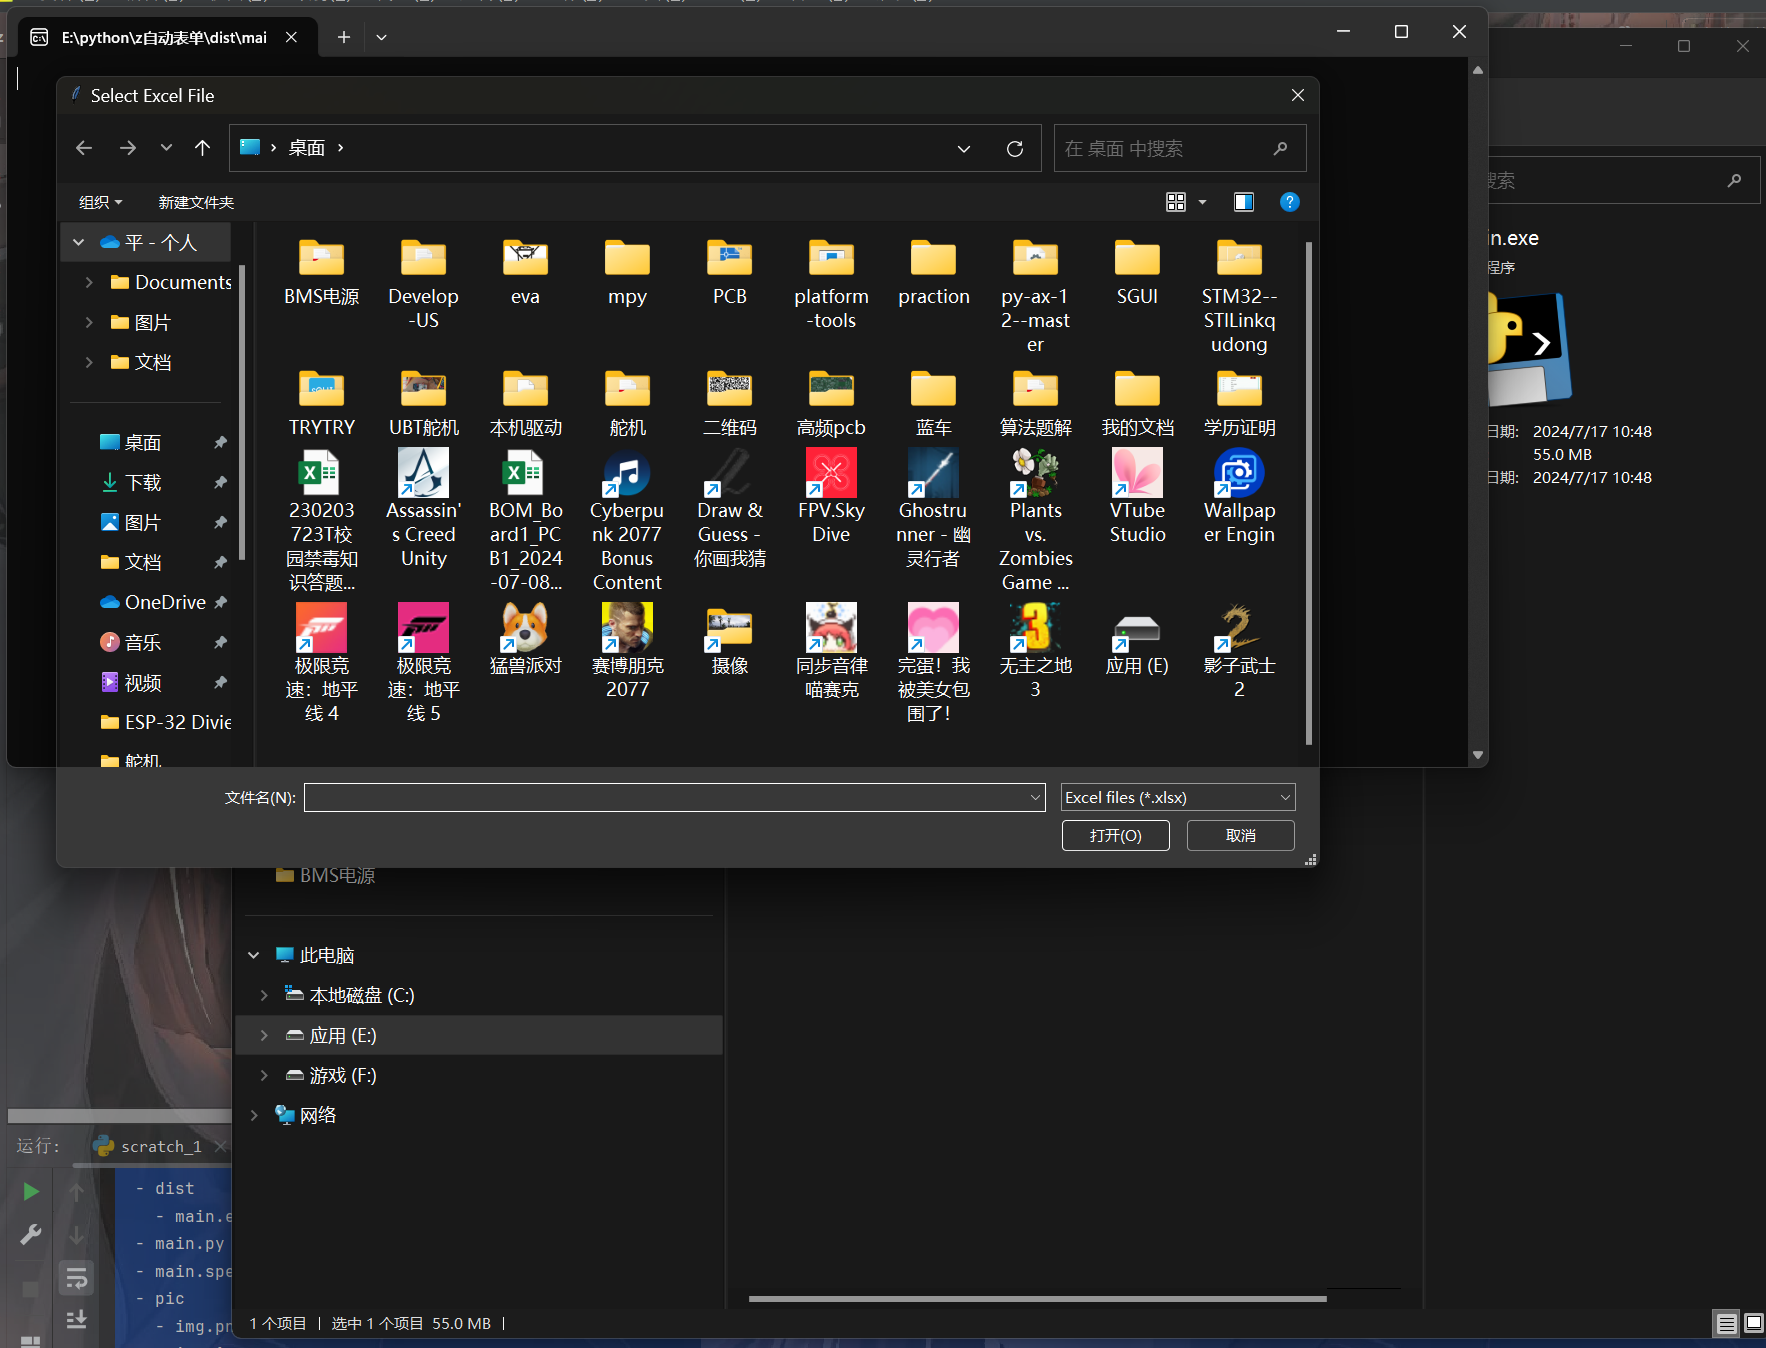 E:\python\z自动表单\dist\mai
Select Excel File
桌面
在 桌面 中搜索
搜索
组织
新建文件夹
平 - 个人
Documents
图片
文档
桌面
下载
图片
文档
OneDrive
音乐
视频
ESP-32 Divie
舵机
BMS电源
Develop
-US
eva
mpy
PCB
platform
-tools
praction
py-ax-1
2--mast
er
SGUI
STM32--
STlLinkq
udong
TRYTRY
UBT舵机
本机驱动
舵机
二维码
高频pcb
蓝车
算法题解
我的文档
学历证明
230203
723T校
园禁毒知
识答题...
Assassin'
s Creed
Unity
BOM_Bo
ard1_PC
B1_2024
-07-08...
Cyberpu
nk 2077
Bonus
Content
Draw &
Guess -
你画我猜
FPV.Sky
Dive
Ghostru
nner - 幽
灵行者
Plants
vs.
Zombies
Game ...
VTube
Studio
Wallpap
er Engin
极限竞
速：地平
线 4
极限竞
速：地平
线 5
猛兽派对
赛博朋克
2077
摄像
同步音律
喵赛克
完蛋！我
被美女包
围了！
无主之地
3
应用 (E)
影子武士
2
文件名(N):
Excel files (*.xlsx)
打开(O)
取消
in.exe
程序
日期: 2024/7/17 10:48
55.0 MB
日期: 2024/7/17 10:48
BMS电源
此电脑
本地磁盘 (C:)
应用 (E:)
游戏 (F:)
网络
运行:
scratch_1
- dist
- main.e
- main.py
- main.spe
- pic
- img.pn
1 个项目
选中 1 个项目 55.0 MB